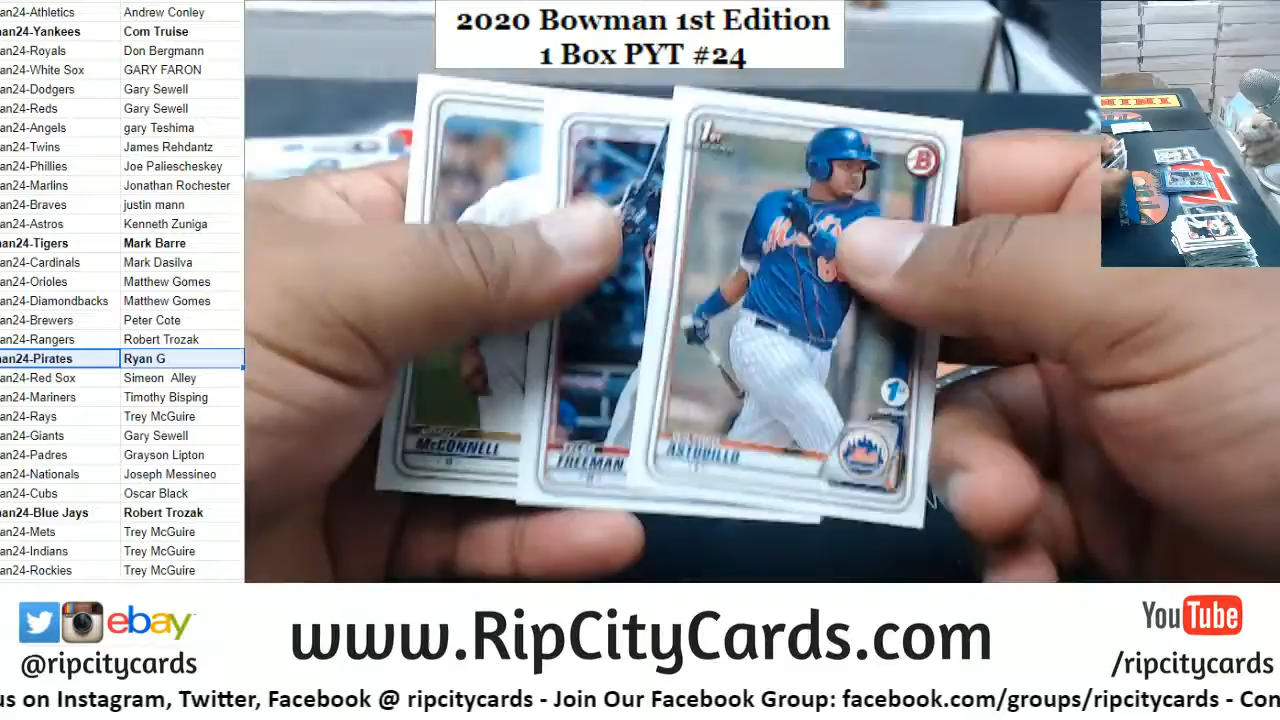 2020 Bowman 1st Edition
1 Box PYT #24
an24-Athletics Andrew Conley
nan24-Yankees Com Truise
an24-Royals Don Bergmann
an24-White Sox GARY FARON
an24-Dodgers Gary Sewell
an24-Reds Gary Sewell
an24-Angels gary Teshima
an24-Twins James Rehdantz
an24-Phillies Joe Paliescheskey
an24-Marlins Jonathan Rochester
an24-Braves justin mann
an24-Astros Kenneth Zuniga
nan24-Tigers Mark Barre
an24-Cardinals Mark Dasilva
an24-Orioles Matthew Gomes
an24-Diamondbacks Matthew Gomes
an24-Brewers Peter Cote
an24-Rangers Robert Trozak
nan24-Pirates Ryan G
an24-Red Sox Simeon Alley
an24-Mariners Timothy Bisping
an24-Rays Trey McGuire
an24-Giants Gary Sewell
an24-Padres Grayson Lipton
an24-Nationals Joseph Messineo
an24-Cubs Oscar Black
nan24-Blue Jays Robert Trozak
an24-Mets Trey McGuire
an24-Indians Trey McGuire
an24-Rockies Trey McGuire
1st
B
Mets
1st
McCONNELL
FREEMAN
ASTUDILLO
MINI
ebay
@ripcitycards
www.RipCityCards.com
YouTube
/ripcitycards
us on Instagram, Twitter, Facebook @ ripcitycards - Join Our Facebook Group: facebook.com/groups/ripcitycards - Con